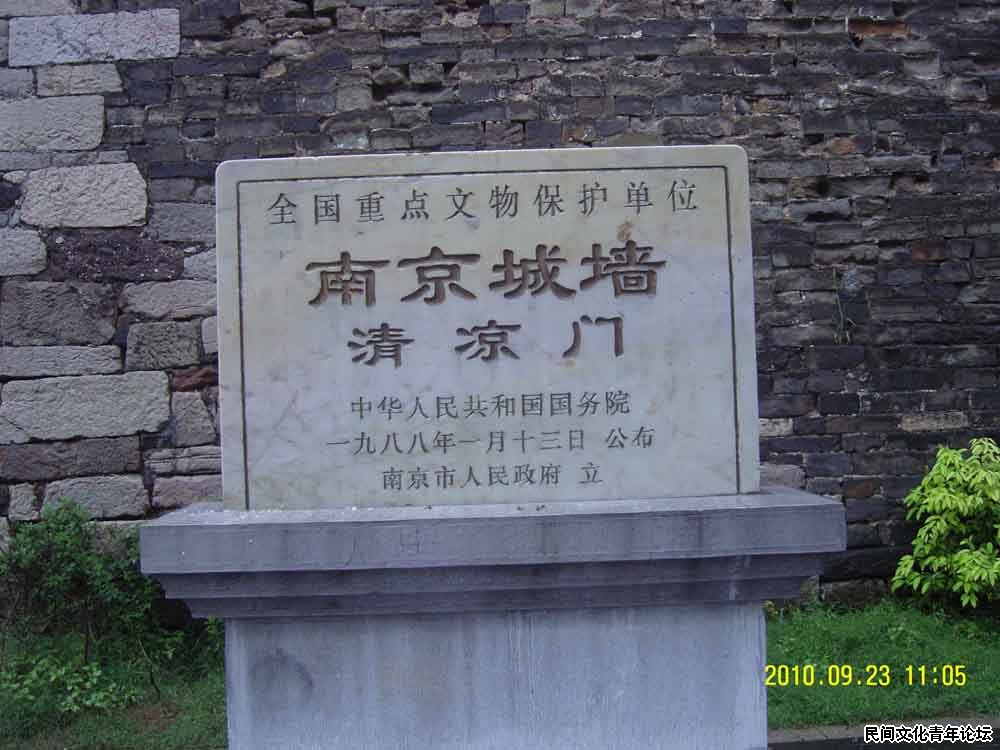 全国重点文物保护单位
南京城墙
清凉门
中华人民共和国国务院
一九八八年一月十三日 公布
南京市人民政府 立
2010.09.23 11:05
民间文化青年论坛